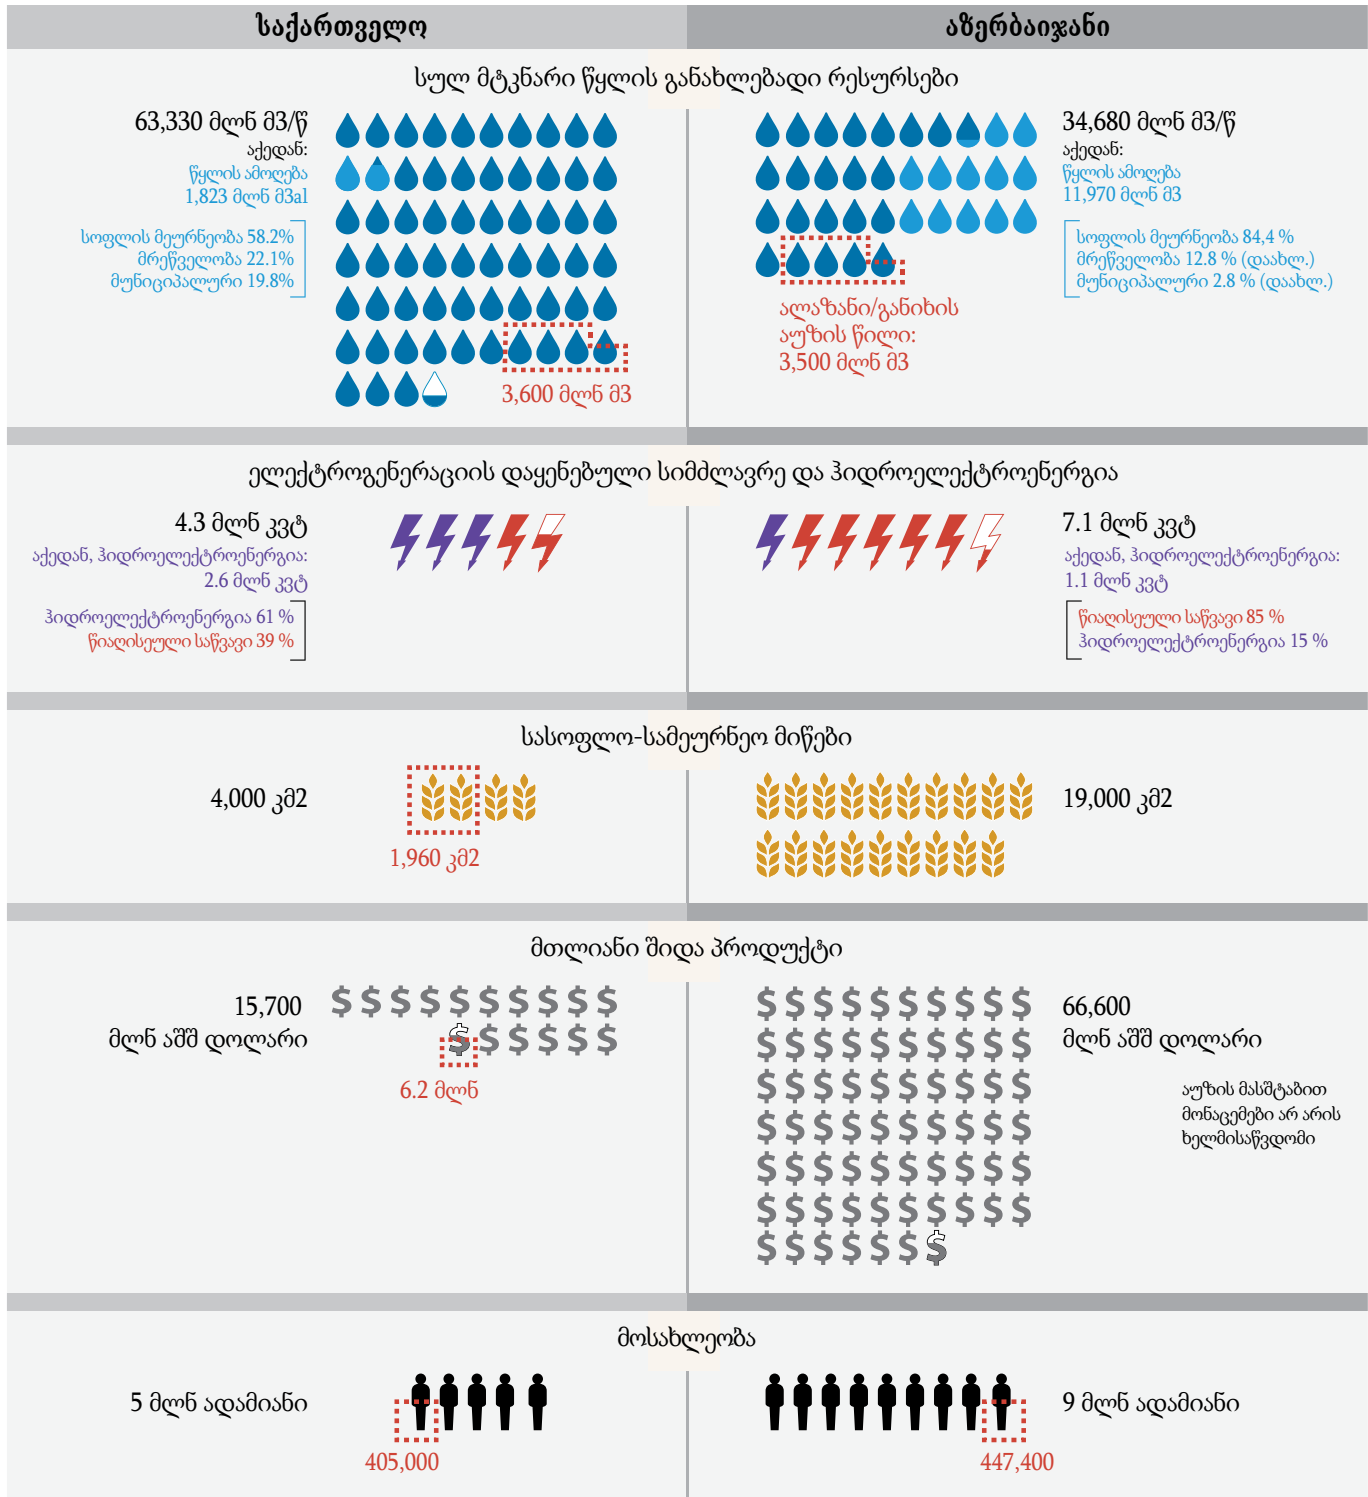 საქართველო
აზერბაიჯანი
სულ მტკნარი წყლის განახლებადი რესურსები
63,330 მლნ მ3/წ
აქედან:
წყლის ამოღება
1,823 მლნ მ3al
სოფლის მეურნეობა 58.2%
მრეწველობა 22.1%
მუნიციპალური 19.8%
3,600 მლნ მ3
34,680 მლნ მ3/წ
აქედან:
წყლის ამოღება
11,970 მლნ მ3
სოფლის მეურნეობა 84,4 %
მრეწველობა 12.8 % (დაახლ.)
მუნიციპალური 2.8 % (დაახლ.)
ალაზანი/განიხის
აუზის წილი:
3,500 მლნ მ3
ელექტროგენერაციის დაყენებული სიმძლავრე და ჰიდროელექტროენერგია
4.3 მლნ კვტ
აქედან, ჰიდროელექტროენერგია:
2.6 მლნ კვტ
ჰიდროელექტროენერგია 61 %
წიაღისეული საწვავი 39 %
7.1 მლნ კვტ
აქედან, ჰიდროელექტროენერგია:
1.1 მლნ კვტ
წიაღისეული საწვავი 85 %
ჰიდროელექტროენერგია 15 %
სასოფლო-სამეურნეო მიწები
4,000 კმ2
1,960 კმ2
19,000 კმ2
მთლიანი შიდა პროდუქტი
15,700
მლნ აშშ დოლარი
6.2 მლნ
66,600
მლნ აშშ დოლარი
აუზის მასშტაბით
მონაცემები არ არის
ხელმისაწვდომი
მოსახლეობა
5 მლნ ადამიანი
405,000
9 მლნ ადამიანი
447,400